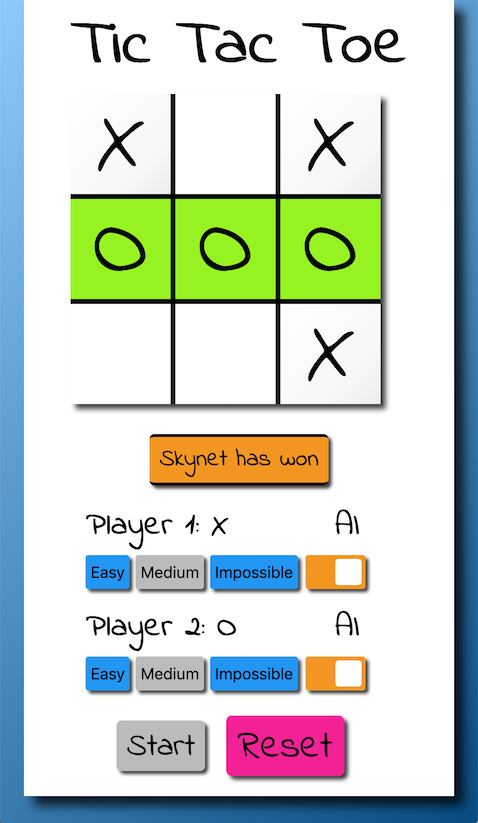 Tic Tac Toe
X X
O O O
X
Skynet has won
Player 1: X AI
Easy Medium Impossible
Player 2: O AI
Easy Medium Impossible
Start Reset